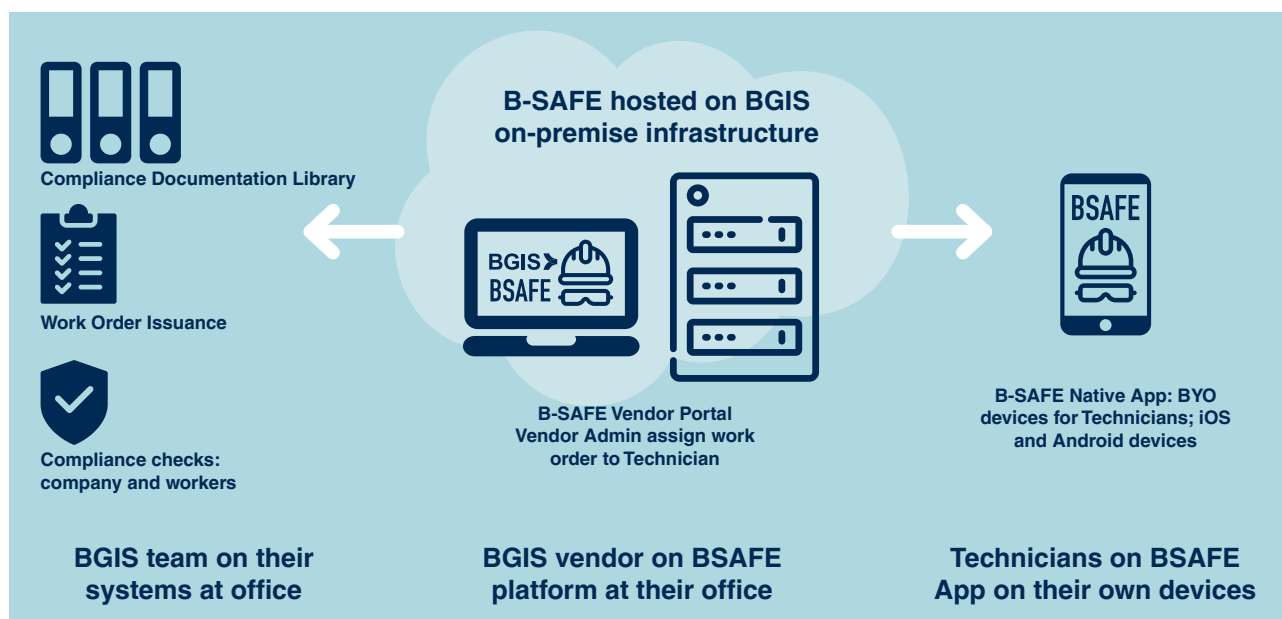 Compliance Documentation Library
Work Order Issuance
Compliance checks:
company and workers
BGIS team on their
systems at office
B-SAFE hosted on BGIS
on-premise infrastructure
BGIS
BSAFE
B-SAFE Vendor Portal
Vendor Admin assign work
order to Technician
BGIS vendor on BSAFE
platform at their office
BSAFE
B-SAFE Native App: BYO
devices for Technicians; iOS
and Android devices
Technicians on BSAFE
App on their own devices